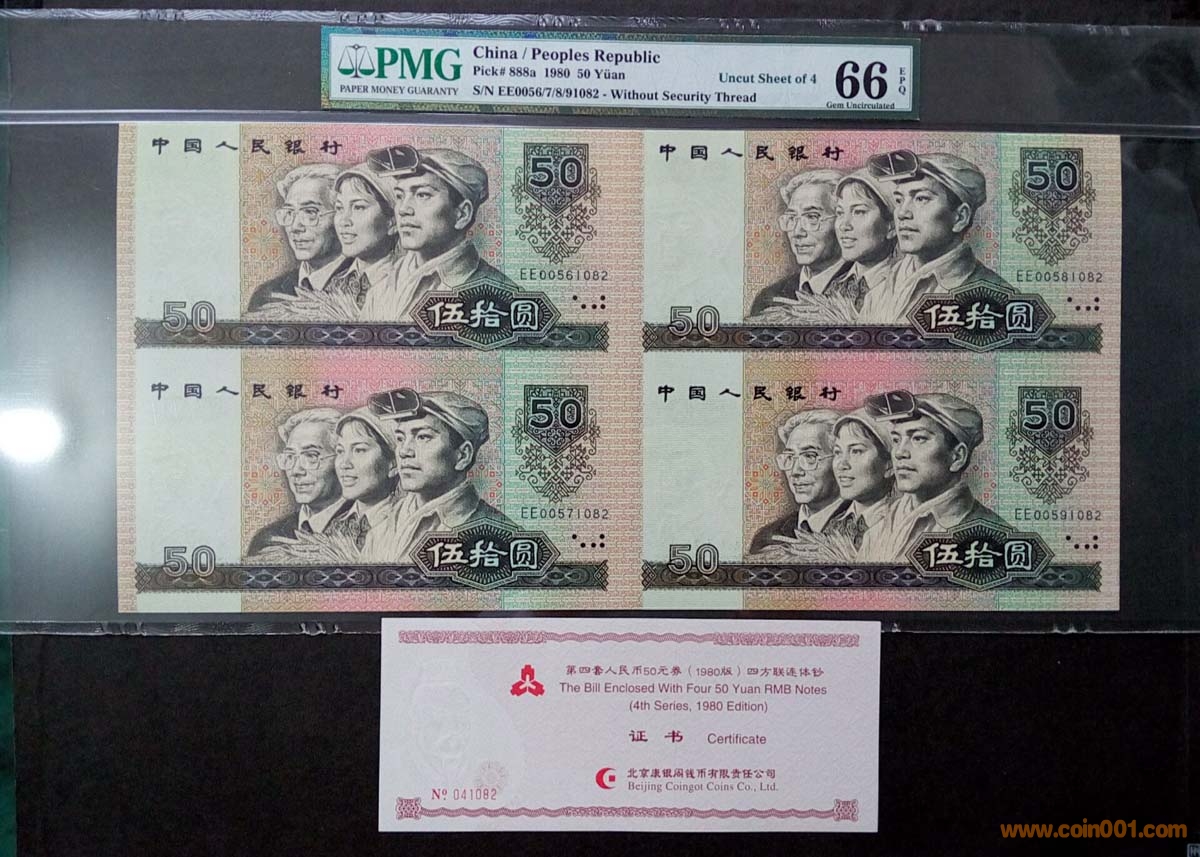 PMG
PAPER MONEY GUARANTY
China / Peoples Republic
Pick# 888a 1980 50 Yüan
Uncut Sheet of 4
S/N EE0056/7/8/91082 - Without Security Thread
66
EPQ
Gem Uncirculated
中国人民银行
50
EE00561082
50
伍拾圆
中国人民银行
50
EE00581082
50
伍拾圆
中国人民银行
50
EE00571082
50
伍拾圆
中国人民银行
50
EE00591082
50
伍拾圆
第四套人民币50元券（1980版）四方联连体钞
The Bill Enclosed With Four 50 Yuan RMB Notes
(4th Series, 1980 Edition)
证书 Certificate
北京康银阁钱币有限责任公司
Beijing Coingot Coins Co., Ltd.
Nº 041082
www.coin001.com